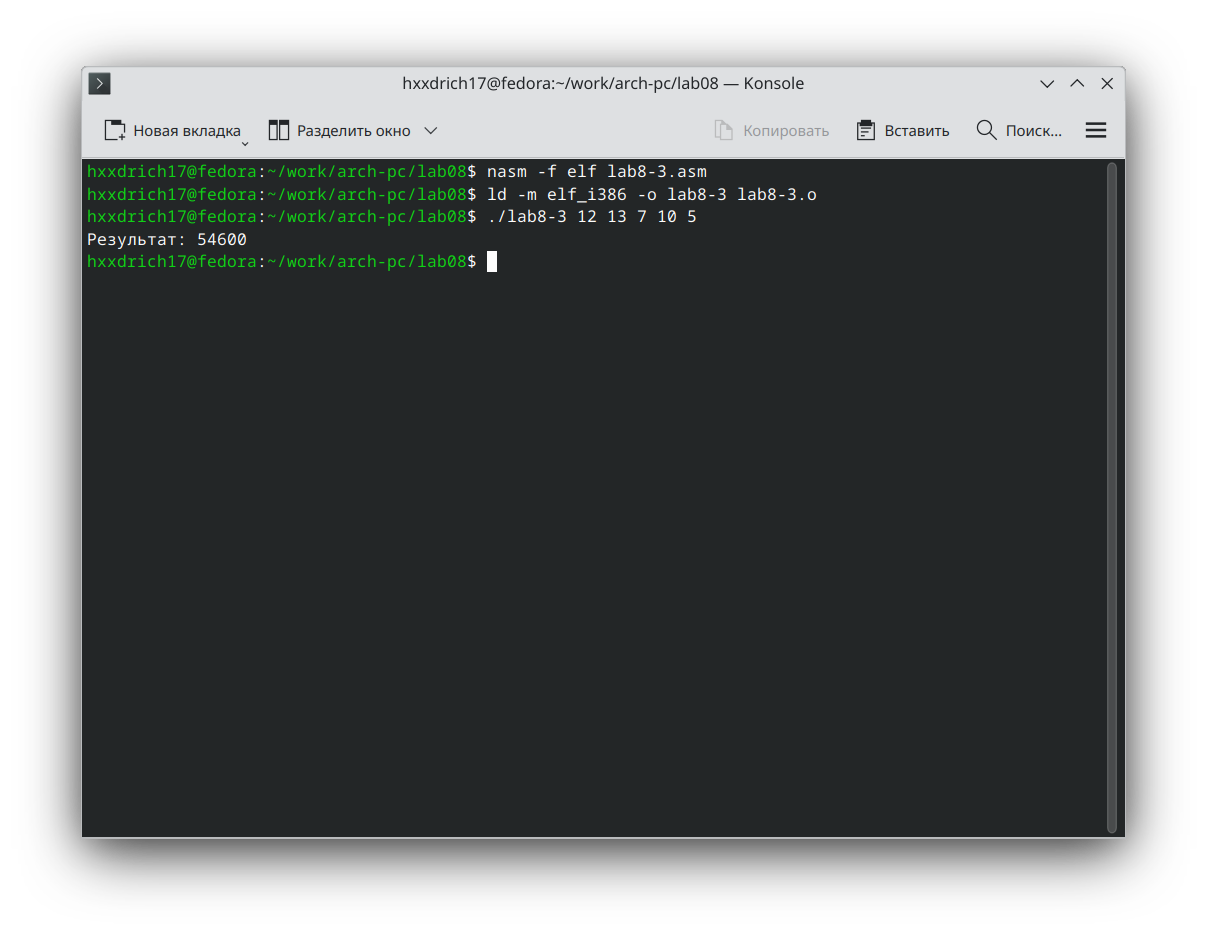 hxxdrich17@fedora:~/work/arch-pc/lab08 — Konsole
Новая вкладка Разделить окно Копировать Вставить Поиск...
hxxdrich17@fedora:~/work/arch-pc/lab08$ nasm -f elf lab8-3.asm
hxxdrich17@fedora:~/work/arch-pc/lab08$ ld -m elf_i386 -o lab8-3 lab8-3.o
hxxdrich17@fedora:~/work/arch-pc/lab08$ ./lab8-3 12 13 7 10 5
Результат: 54600
hxxdrich17@fedora:~/work/arch-pc/lab08$